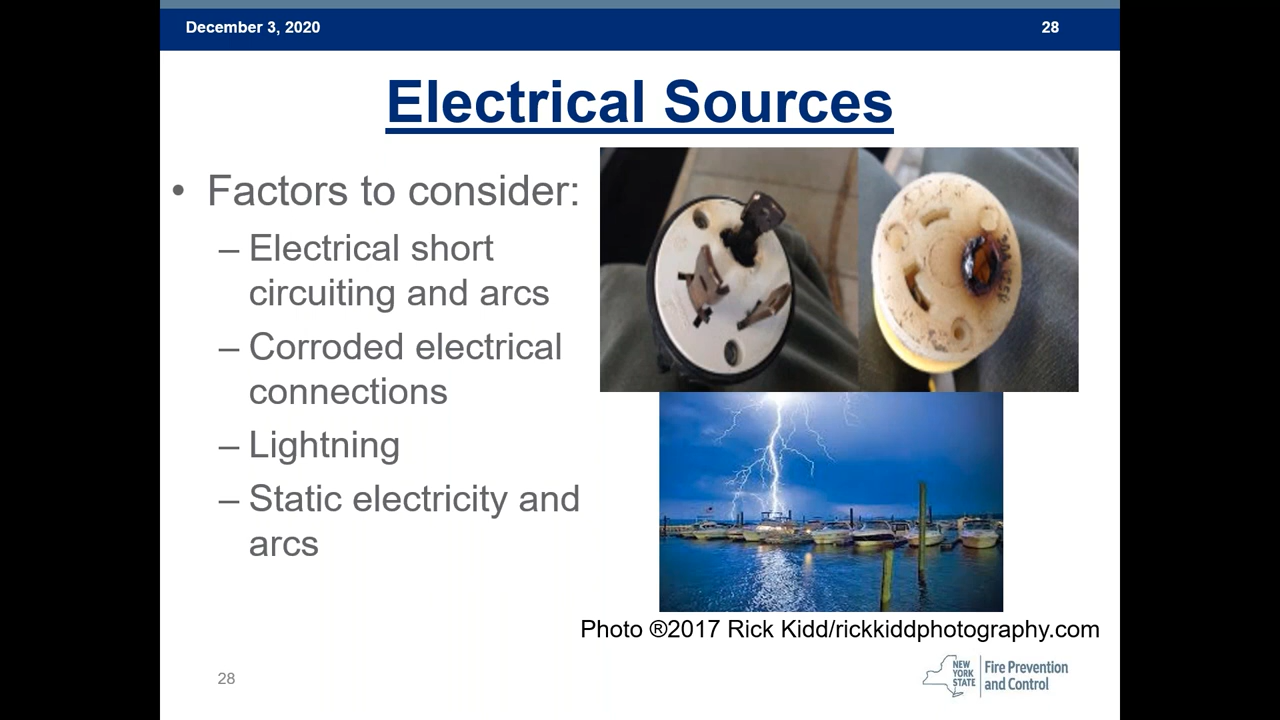 December 3, 2020
28
Electrical Sources
• Factors to consider:
– Electrical short
circuiting and arcs
– Corroded electrical
connections
– Lightning
– Static electricity and
arcs
Photo ®2017 Rick Kidd/rickkiddphotography.com
28
NEW
YORK
STATE
Fire Prevention
and Control